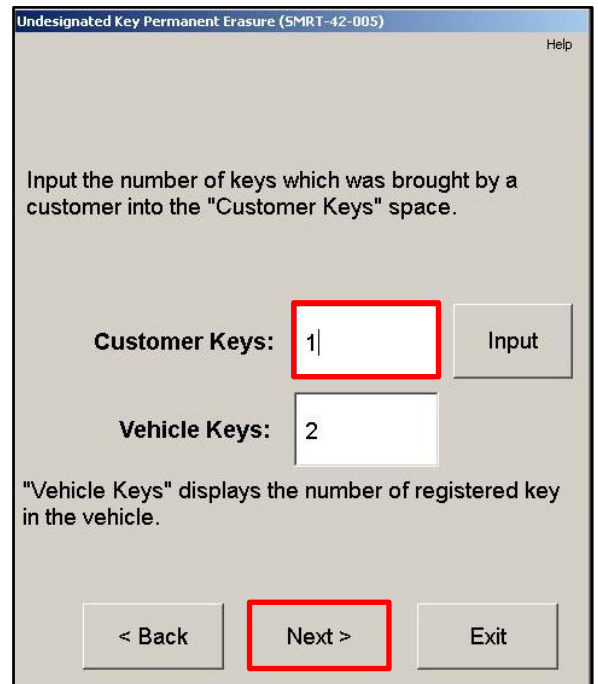 Undesignated Key Permanent Erasure (SMRT-42-005)
Help
Input the number of keys which was brought by a
customer into the "Customer Keys" space.
Customer Keys: 1 Input
Vehicle Keys: 2
"Vehicle Keys" displays the number of registered key
in the vehicle.
< Back Next > Exit